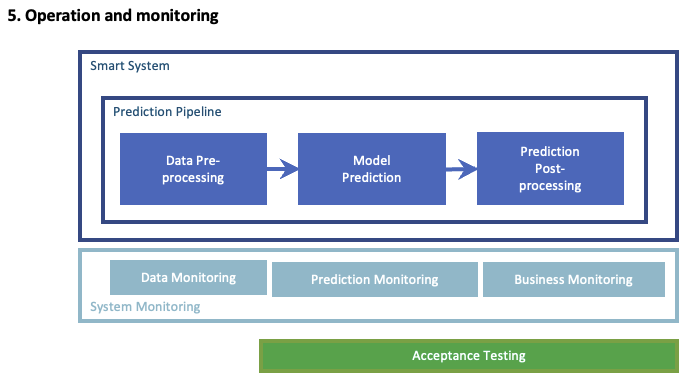 5. Operation and monitoring
Smart System
Prediction Pipeline
Data Pre-
processing
Model
Prediction
Prediction
Post-
processing
Data Monitoring
Prediction Monitoring
Business Monitoring
System Monitoring
Acceptance Testing